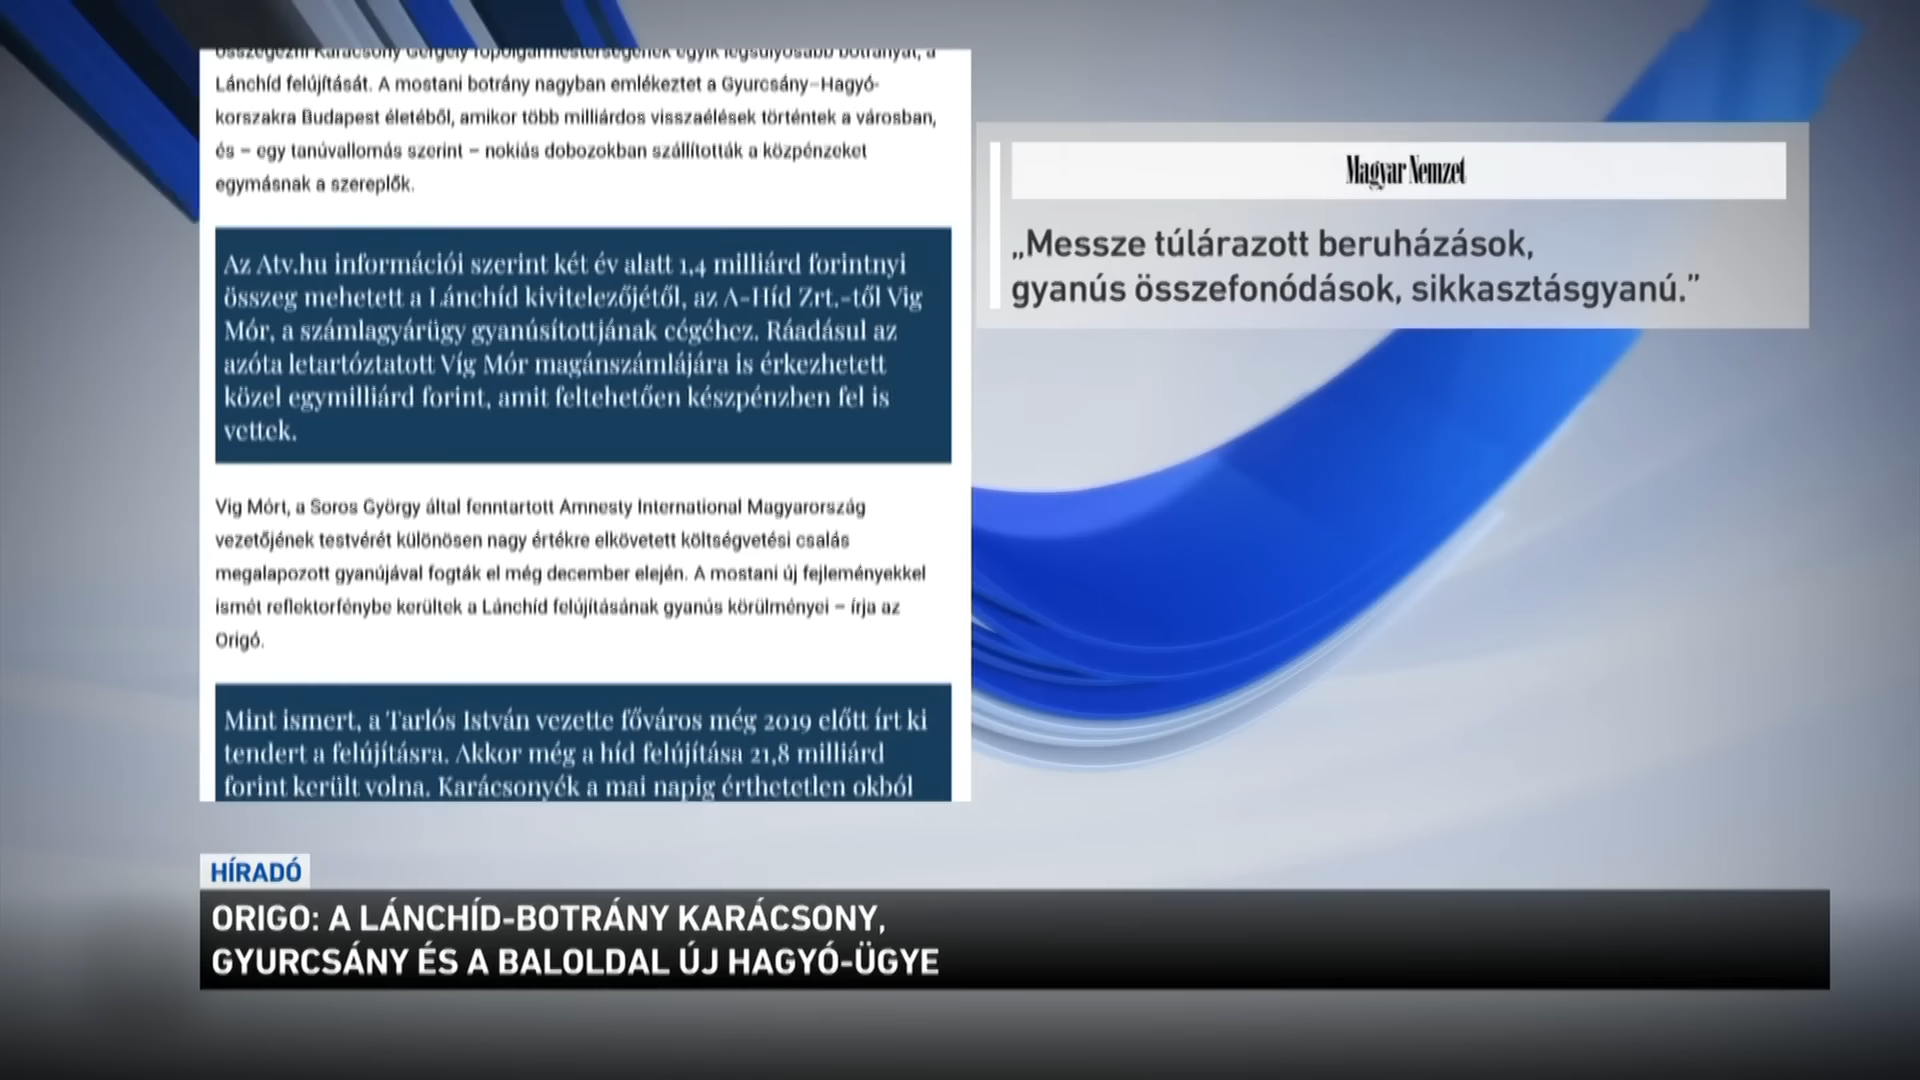 összegezni Karácsony Gergely főpolgármesterségének egyik legsúlyosabb botrányát, a
Lánchíd felújítását. A mostani botrány nagyban emlékeztet a Gyurcsány–Hagyó-
korszakra Budapest életéből, amikor több milliárdos visszaélések történtek a városban,
és – egy tanúvallomás szerint – nokiás dobozokban szállították a közpénzeket
egymásnak a szereplők.
Az Atv.hu információi szerint két év alatt 1,4 milliárd forintnyi
összeg mehetett a Lánchíd kivitelezőjétől, az A-Híd Zrt.-től Vig
Mór, a számlagyárügy gyanúsítottjának cégéhez. Ráadásul az
azóta letartóztatott Víg Mór magánszámlájára is érkezhetett
közel egymilliárd forint, amit feltehetően készpénzben fel is
vettek.
Vig Mórt, a Soros György által fenntartott Amnesty International Magyarország
vezetőjének testvérét különösen nagy értékre elkövetett költségvetési csalás
megalapozott gyanújával fogták el még december elején. A mostani új fejleményekkel
ismét reflektorfénybe kerültek a Lánchíd felújításának gyanús körülményei – írja az
Origó.
Mint ismert, a Tarlós István vezette főváros még 2019 előtt írt ki
tendert a felújításra. Akkor még a híd felújítása 21,8 milliárd
forint került volna. Karácsonyék a mai napig érthetetlen okból
Magyar Nemzet
„Messze túlárazott beruházások,
gyanús összefonódások, sikkasztásgyanú.”
HÍRADÓ
ORIGO: A LÁNCHÍD-BOTRÁNY KARÁCSONY,
GYURCSÁNY ÉS A BALOLDAL ÚJ HAGYÓ-ÜGYE